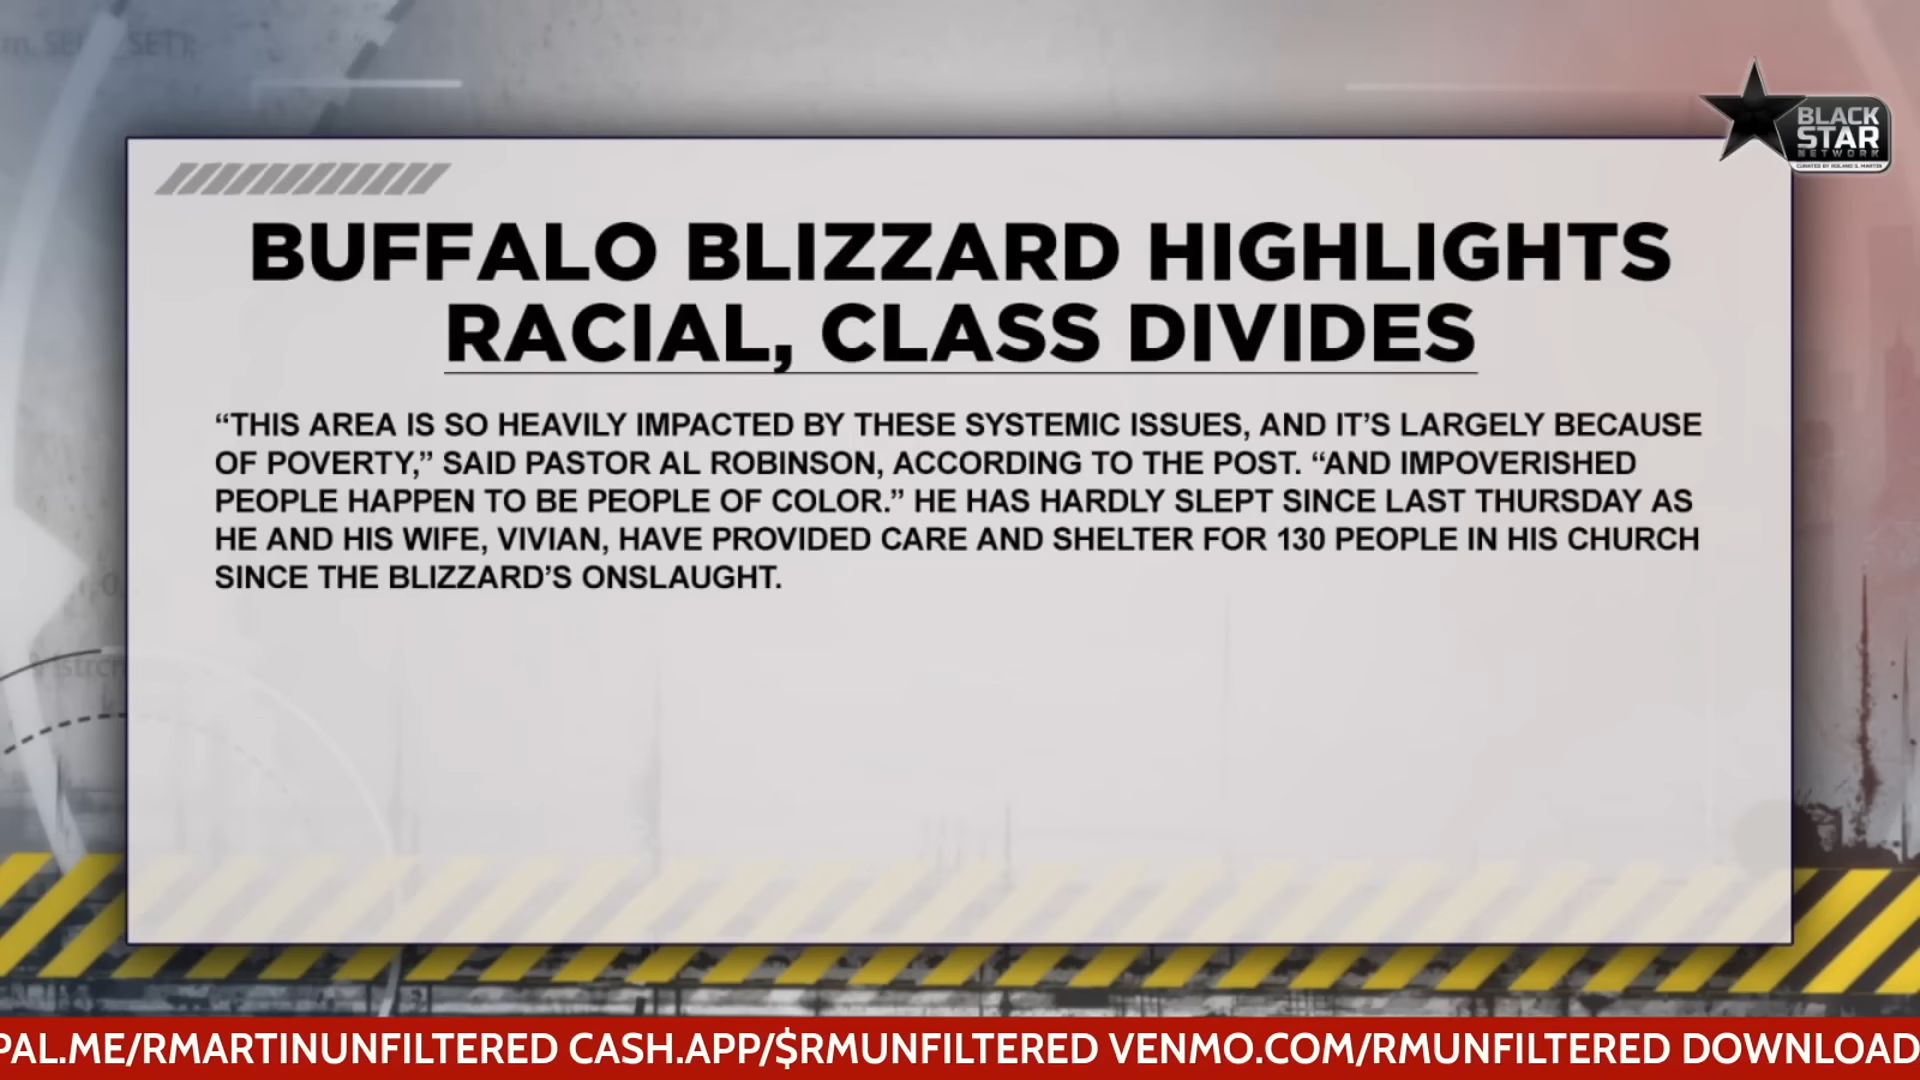 BLACK
STAR
NETWORK
CURATED BY ROLAND S. MARTIN
BUFFALO BLIZZARD HIGHLIGHTS
RACIAL, CLASS DIVIDES
“THIS AREA IS SO HEAVILY IMPACTED BY THESE SYSTEMIC ISSUES, AND IT’S LARGELY BECAUSE
OF POVERTY,” SAID PASTOR AL ROBINSON, ACCORDING TO THE POST. “AND IMPOVERISHED
PEOPLE HAPPEN TO BE PEOPLE OF COLOR.” HE HAS HARDLY SLEPT SINCE LAST THURSDAY AS
HE AND HIS WIFE, VIVIAN, HAVE PROVIDED CARE AND SHELTER FOR 130 PEOPLE IN HIS CHURCH
SINCE THE BLIZZARD’S ONSLAUGHT.
PAL.ME/RMARTINUNFILTERED CASH.APP/$RMUNFILTERED VENMO.COM/RMUNFILTERED DOWNLOAD